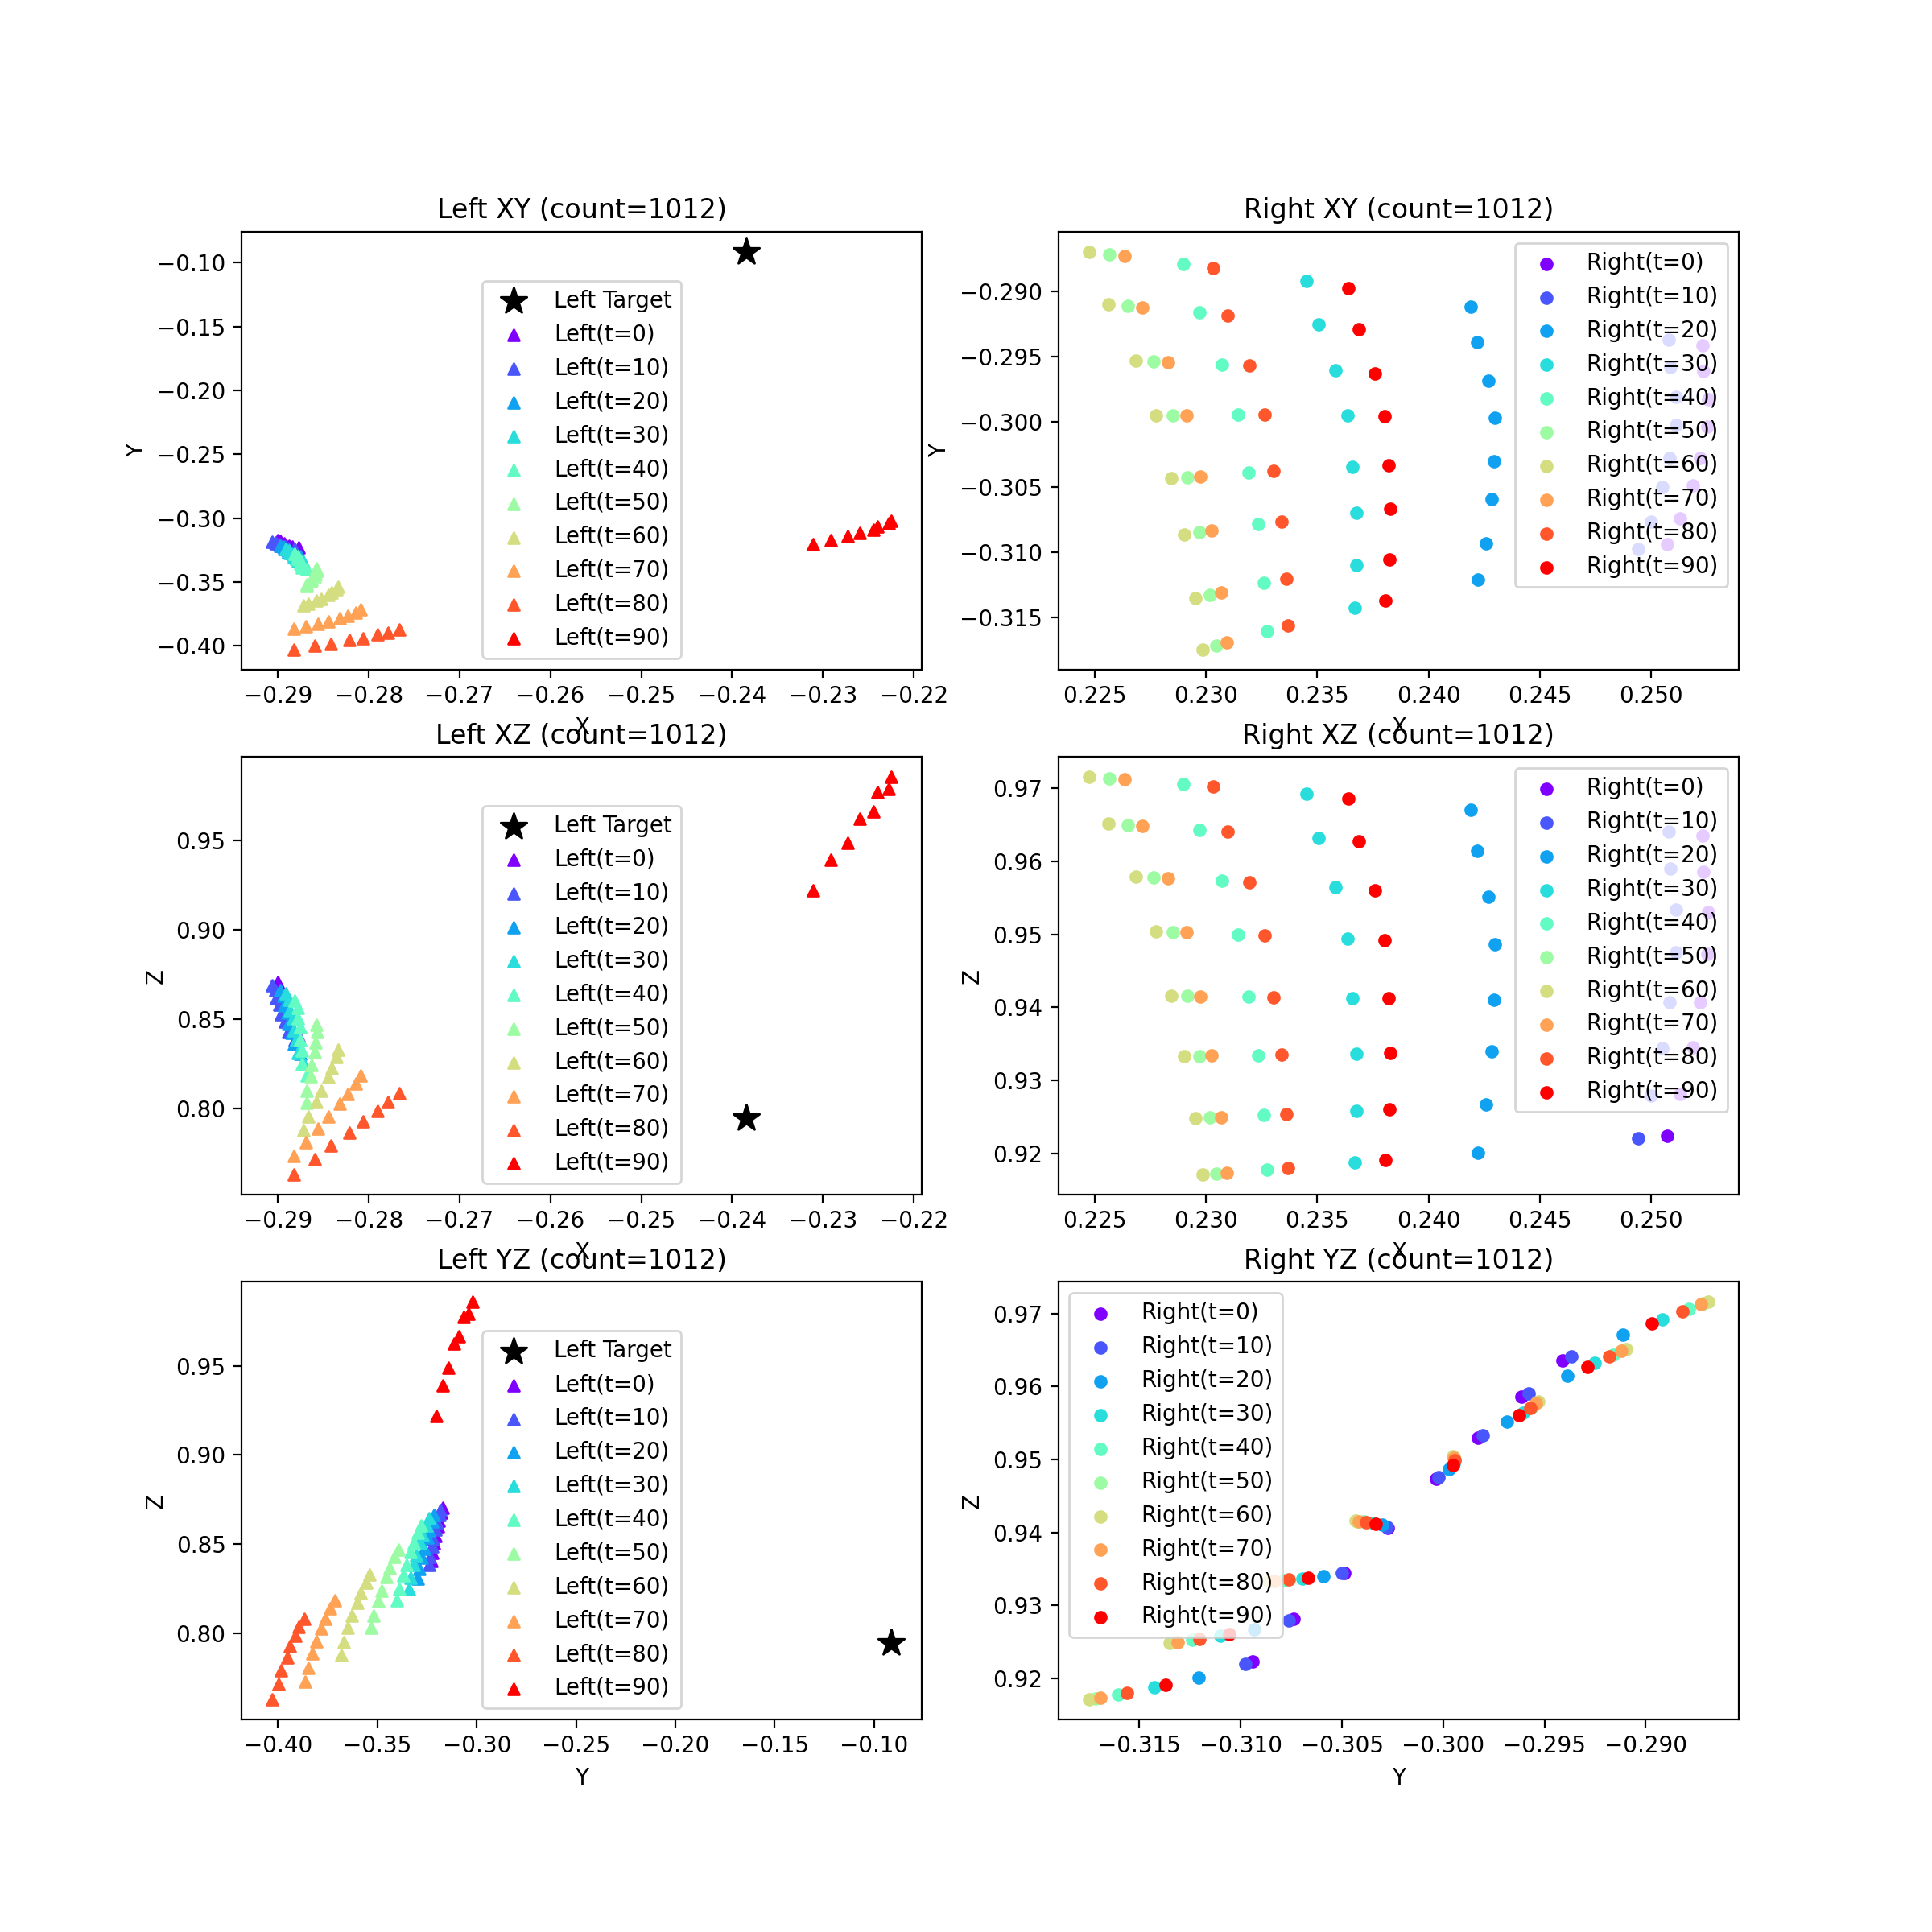 Left XY (count=1012)
Y
−0.10
−0.15
−0.20
−0.25
−0.30
−0.35
−0.40
Left Target
Left(t=0)
Left(t=10)
Left(t=20)
Left(t=30)
Left(t=40)
Left(t=50)
Left(t=60)
Left(t=70)
Left(t=80)
Left(t=90)
−0.29 −0.28 −0.27 −0.26 −0.25 −0.24 −0.23 −0.22
X
Right XY (count=1012)
Y
−0.290
−0.295
−0.300
−0.305
−0.310
−0.315
Right(t=0)
Right(t=10)
Right(t=20)
Right(t=30)
Right(t=40)
Right(t=50)
Right(t=60)
Right(t=70)
Right(t=80)
Right(t=90)
0.225 0.230 0.235 0.240 0.245 0.250
X
Left XZ (count=1012)
Z
0.95
0.90
0.85
0.80
Left Target
Left(t=0)
Left(t=10)
Left(t=20)
Left(t=30)
Left(t=40)
Left(t=50)
Left(t=60)
Left(t=70)
Left(t=80)
Left(t=90)
−0.29 −0.28 −0.27 −0.26 −0.25 −0.24 −0.23 −0.22
X
Right XZ (count=1012)
Z
0.97
0.96
0.95
0.94
0.93
0.92
Right(t=0)
Right(t=10)
Right(t=20)
Right(t=30)
Right(t=40)
Right(t=50)
Right(t=60)
Right(t=70)
Right(t=80)
Right(t=90)
0.225 0.230 0.235 0.240 0.245 0.250
X
Left YZ (count=1012)
Z
0.95
0.90
0.85
0.80
Left Target
Left(t=0)
Left(t=10)
Left(t=20)
Left(t=30)
Left(t=40)
Left(t=50)
Left(t=60)
Left(t=70)
Left(t=80)
Left(t=90)
−0.40 −0.35 −0.30 −0.25 −0.20 −0.15 −0.10
Y
Right YZ (count=1012)
Z
0.97
0.96
0.95
0.94
0.93
0.92
Right(t=0)
Right(t=10)
Right(t=20)
Right(t=30)
Right(t=40)
Right(t=50)
Right(t=60)
Right(t=70)
Right(t=80)
Right(t=90)
−0.315 −0.310 −0.305 −0.300 −0.295 −0.290
Y